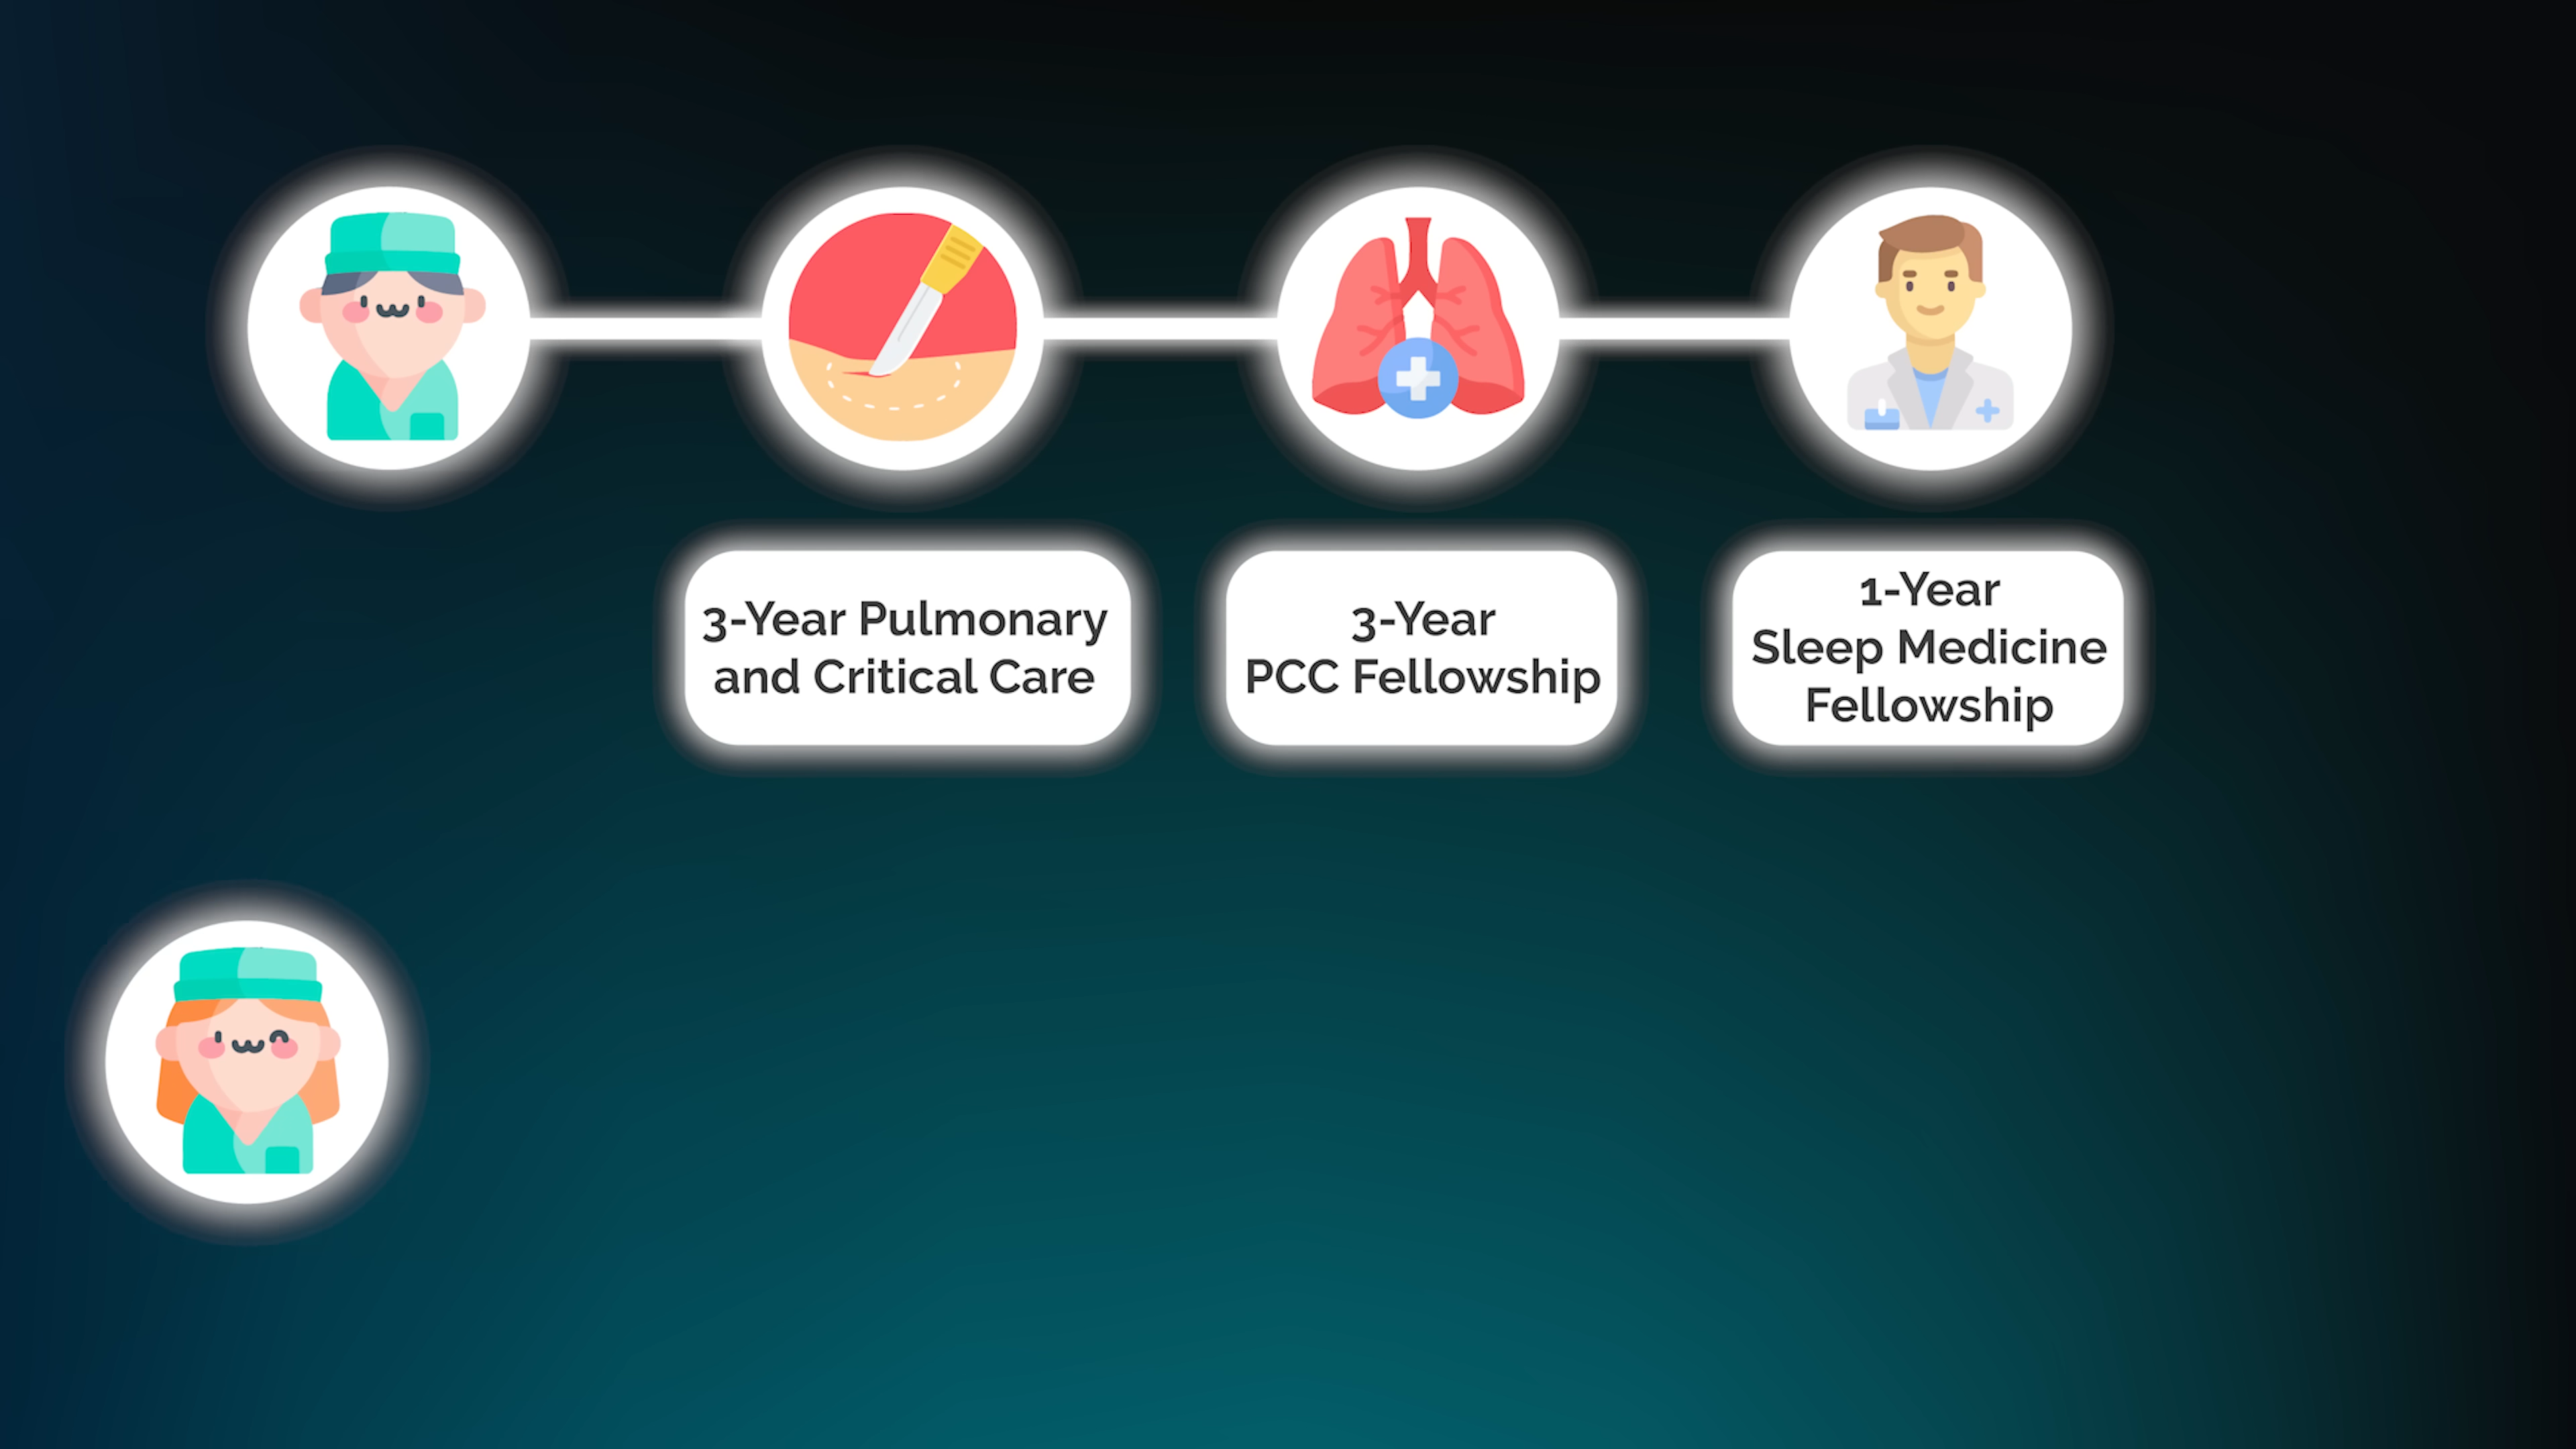 3-Year Pulmonary
and Critical Care
3-Year
PCC Fellowship
1-Year
Sleep Medicine
Fellowship